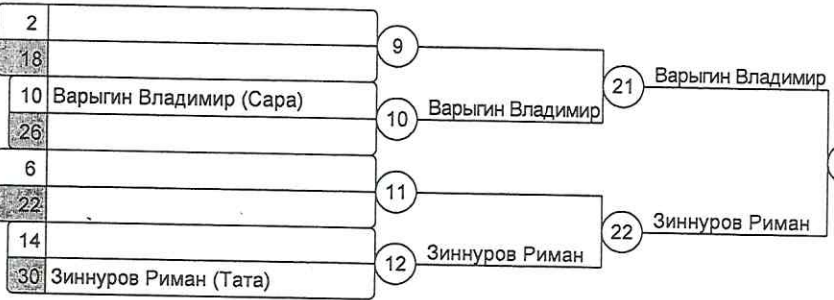 2
18
9
10 Варыгин Владимир (Сара)
26
10 Варыгин Владимир
21 Варыгин Владимир
6
22
11
14
30 Зиннуров Риман (Тата)
12 Зиннуров Риман
22 Зиннуров Риман